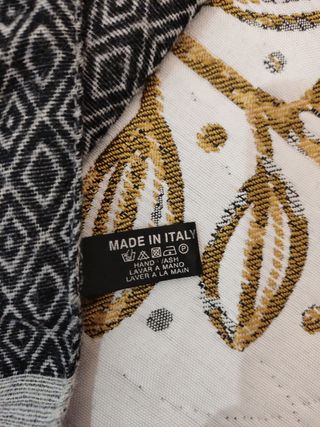 MADE IN ITALY
HAND WASH
LAVAR A MANO
LAVER A LA MAIN